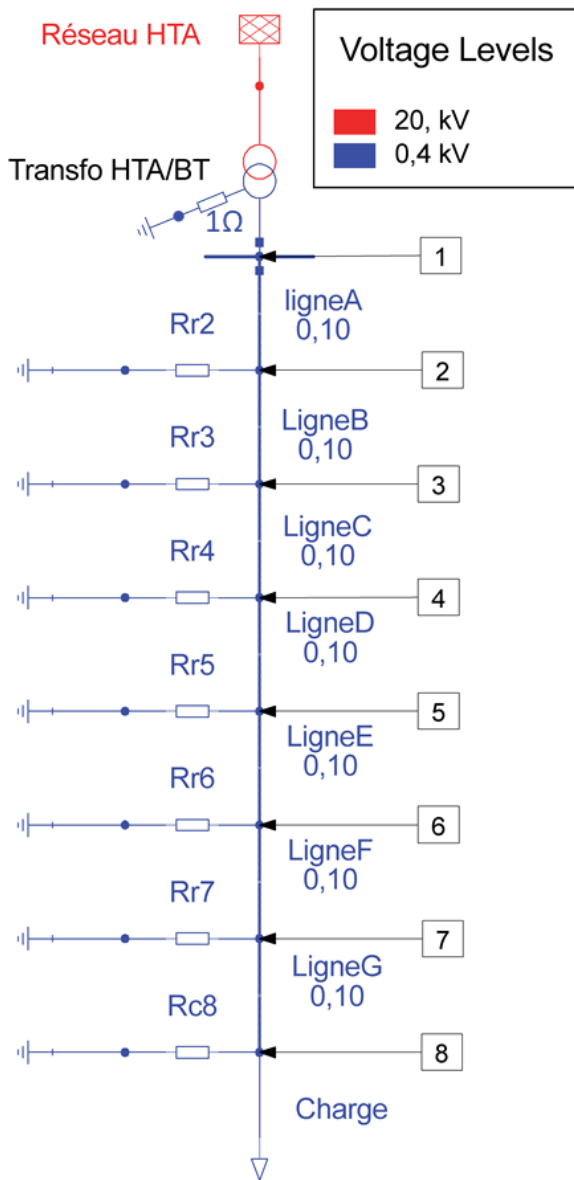 Réseau HTA
Voltage Levels
20, kV
0,4 kV
Transfo HTA/BT
1Ω
1
ligneA
0,10
Rr2
2
LigneB
0,10
Rr3
3
LigneC
0,10
Rr4
4
LigneD
0,10
Rr5
5
LigneE
0,10
Rr6
6
LigneF
0,10
Rr7
7
LigneG
0,10
Rc8
8
Charge